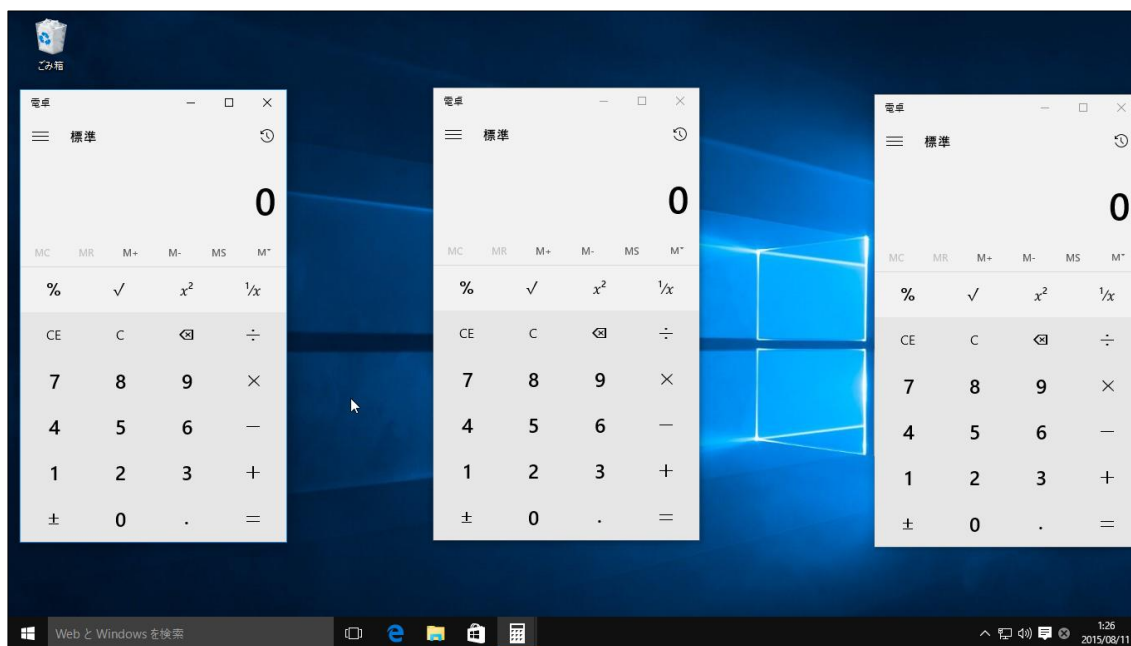 ごみ箱
電卓
標準
0
MC MR M+ M- MS M˅
% √ x² ¹/x
CE C ÷
7 8 9 ×
4 5 6 −
1 2 3 +
± 0 . =
電卓
標準
0
MC MR M+ M- MS M˅
% √ x² ¹/x
CE C ÷
7 8 9 ×
4 5 6 −
1 2 3 +
± 0 . =
電卓
標準
0
MC MR M+ M- MS M˅
% √ x² ¹/x
CE C ÷
7 8 9 ×
4 5 6 −
1 2 3 +
± 0 . =
Web と Windows を検索
1:26
2015/08/11